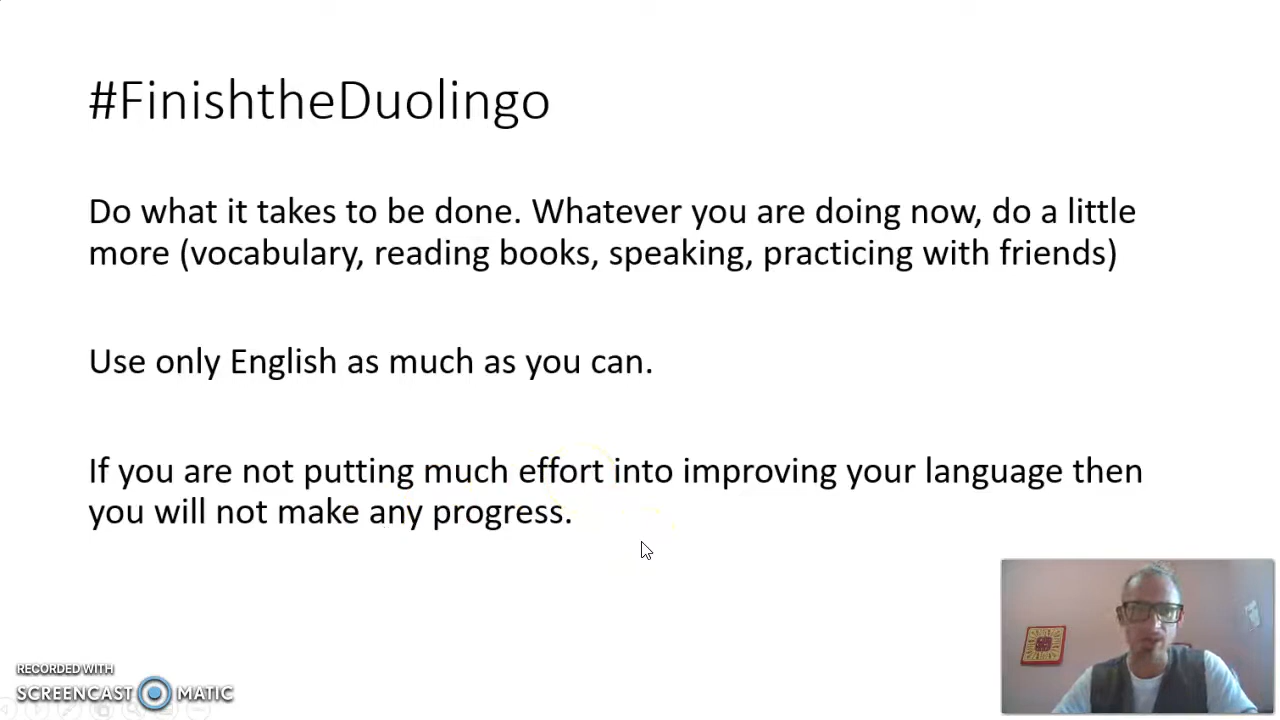 #FinishtheDuolingo
Do what it takes to be done. Whatever you are doing now, do a little
more (vocabulary, reading books, speaking, practicing with friends)
Use only English as much as you can.
If you are not putting much effort into improving your language then
you will not make any progress.
RECORDED WITH
SCREENCAST MATIC